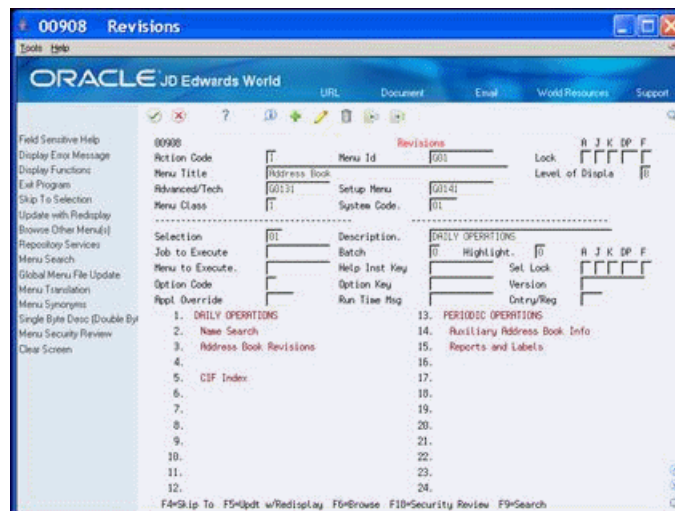 00908 Revisions
Tools Help
ORACLE JD Edwards World
URL Document Email World Resources Support
?
Field Sensitive Help
Display Error Message
Display Functions
Exit Program
Skip To Selection
Update with Redisplay
Browse Other Menu(s)
Repository Services
Menu Search
Global Menu File Update
Menu Translation
Menu Synonyms
Single Byte Desc (Double Byt
Menu Security Review
Clear Screen
00908 Revisions A J K DP F
Action Code I Menu Id G01 Lock
Menu Title Address Book Level of Displa
Advanced/Tech G0131 Setup Menu G0141
Menu Class System Code. 01
Selection 01 Description. DAILY OPERATIONS
Job to Execute Batch 0 Highlight. 0 A J K DP F
Menu to Execute. Help Inst Key Sel Lock
Option Code Option Key Version
Appl Override Run Time Msg Cntry/Reg
1. DAILY OPERATIONS 13. PERIODIC OPERATIONS
2. Name Search 14. Auxiliary Address Book Info
3. Address Book Revisions 15. Reports and Labels
4. 16.
5. CIF Index 17.
6. 18.
7. 19.
8. 20.
9. 21.
10. 22.
11. 23.
12. 24.
F4=Skip To F5=Updt w/Redisplay F6=Browse F10=Security Review F9=Search